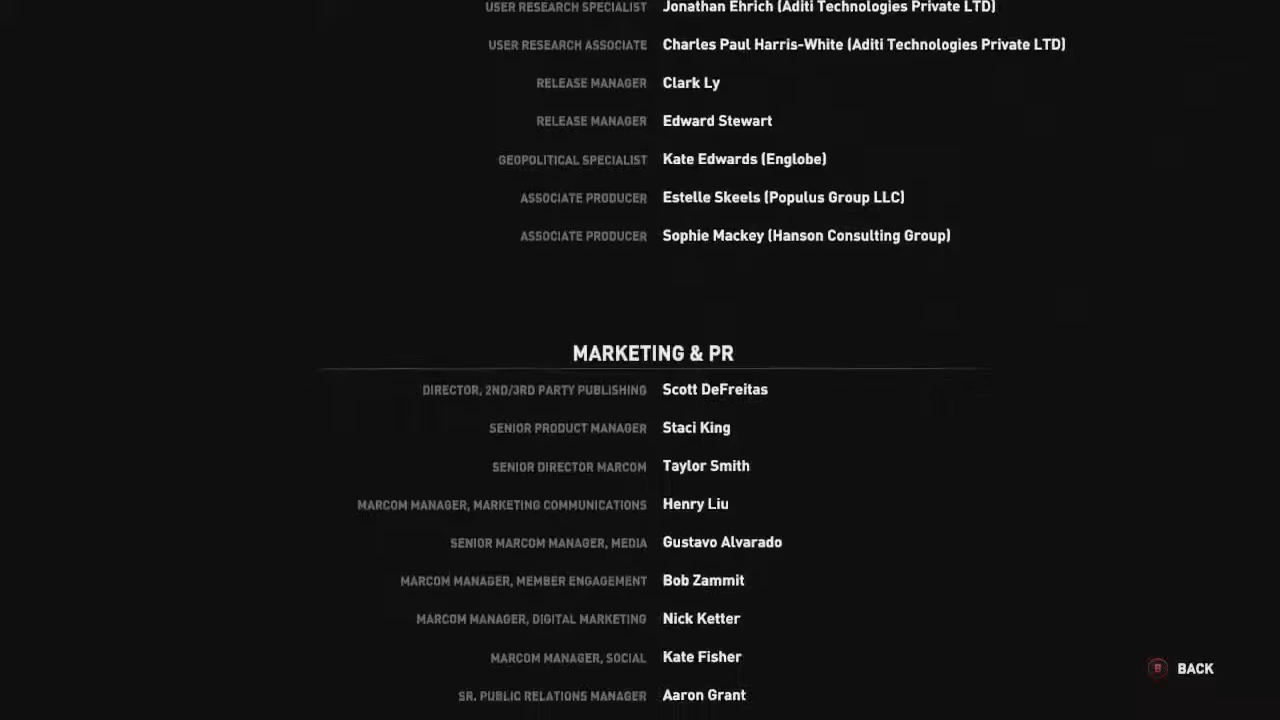 USER RESEARCH SPECIALIST Jonathan Ehrich (Aditi Technologies Private LTD)
USER RESEARCH ASSOCIATE Charles Paul Harris-White (Aditi Technologies Private LTD)
RELEASE MANAGER Clark Ly
RELEASE MANAGER Edward Stewart
GEOPOLITICAL SPECIALIST Kate Edwards (Englobe)
ASSOCIATE PRODUCER Estelle Skeels (Populus Group LLC)
ASSOCIATE PRODUCER Sophie Mackey (Hanson Consulting Group)
MARKETING & PR
DIRECTOR, 2ND/3RD PARTY PUBLISHING Scott DeFreitas
SENIOR PRODUCT MANAGER Staci King
SENIOR DIRECTOR MARCOM Taylor Smith
MARCOM MANAGER, MARKETING COMMUNICATIONS Henry Liu
SENIOR MARCOM MANAGER, MEDIA Gustavo Alvarado
MARCOM MANAGER, MEMBER ENGAGEMENT Bob Zammit
MARCOM MANAGER, DIGITAL MARKETING Nick Ketter
MARCOM MANAGER, SOCIAL Kate Fisher
B BACK
SR. PUBLIC RELATIONS MANAGER Aaron Grant